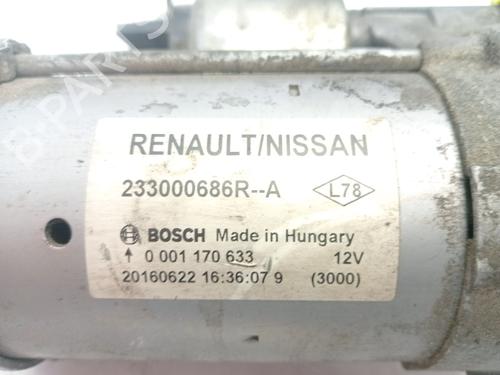 RENAULT/NISSAN
233000686R--A L78
BOSCH Made in Hungary
0 001 170 633 12V
20160622 16:36:07 9 (3000)
B-PARTS